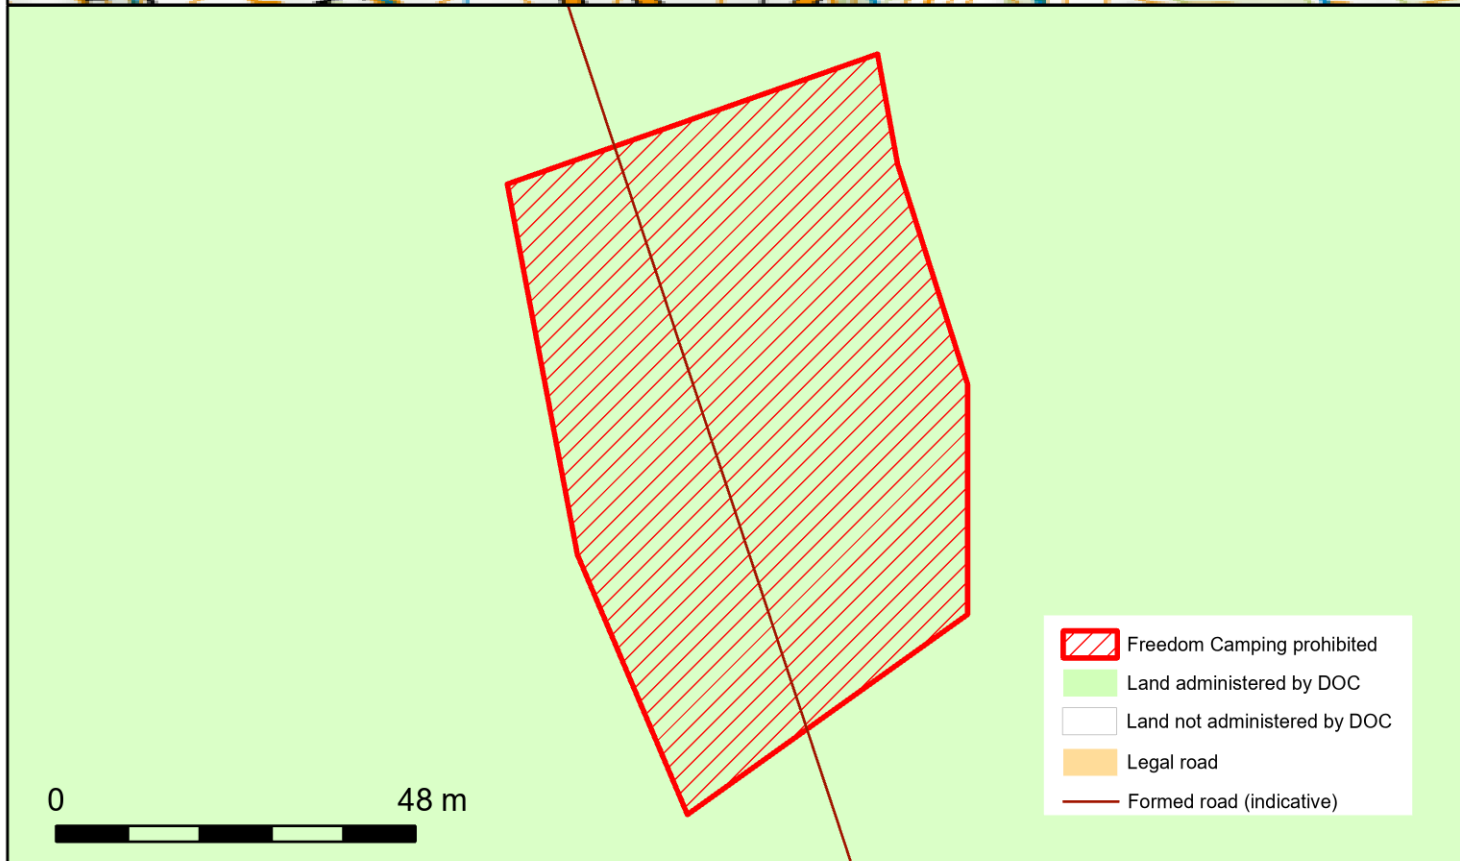 Freedom Camping prohibited
Land administered by DOC
Land not administered by DOC
Legal road
Formed road (indicative)
0 48 m